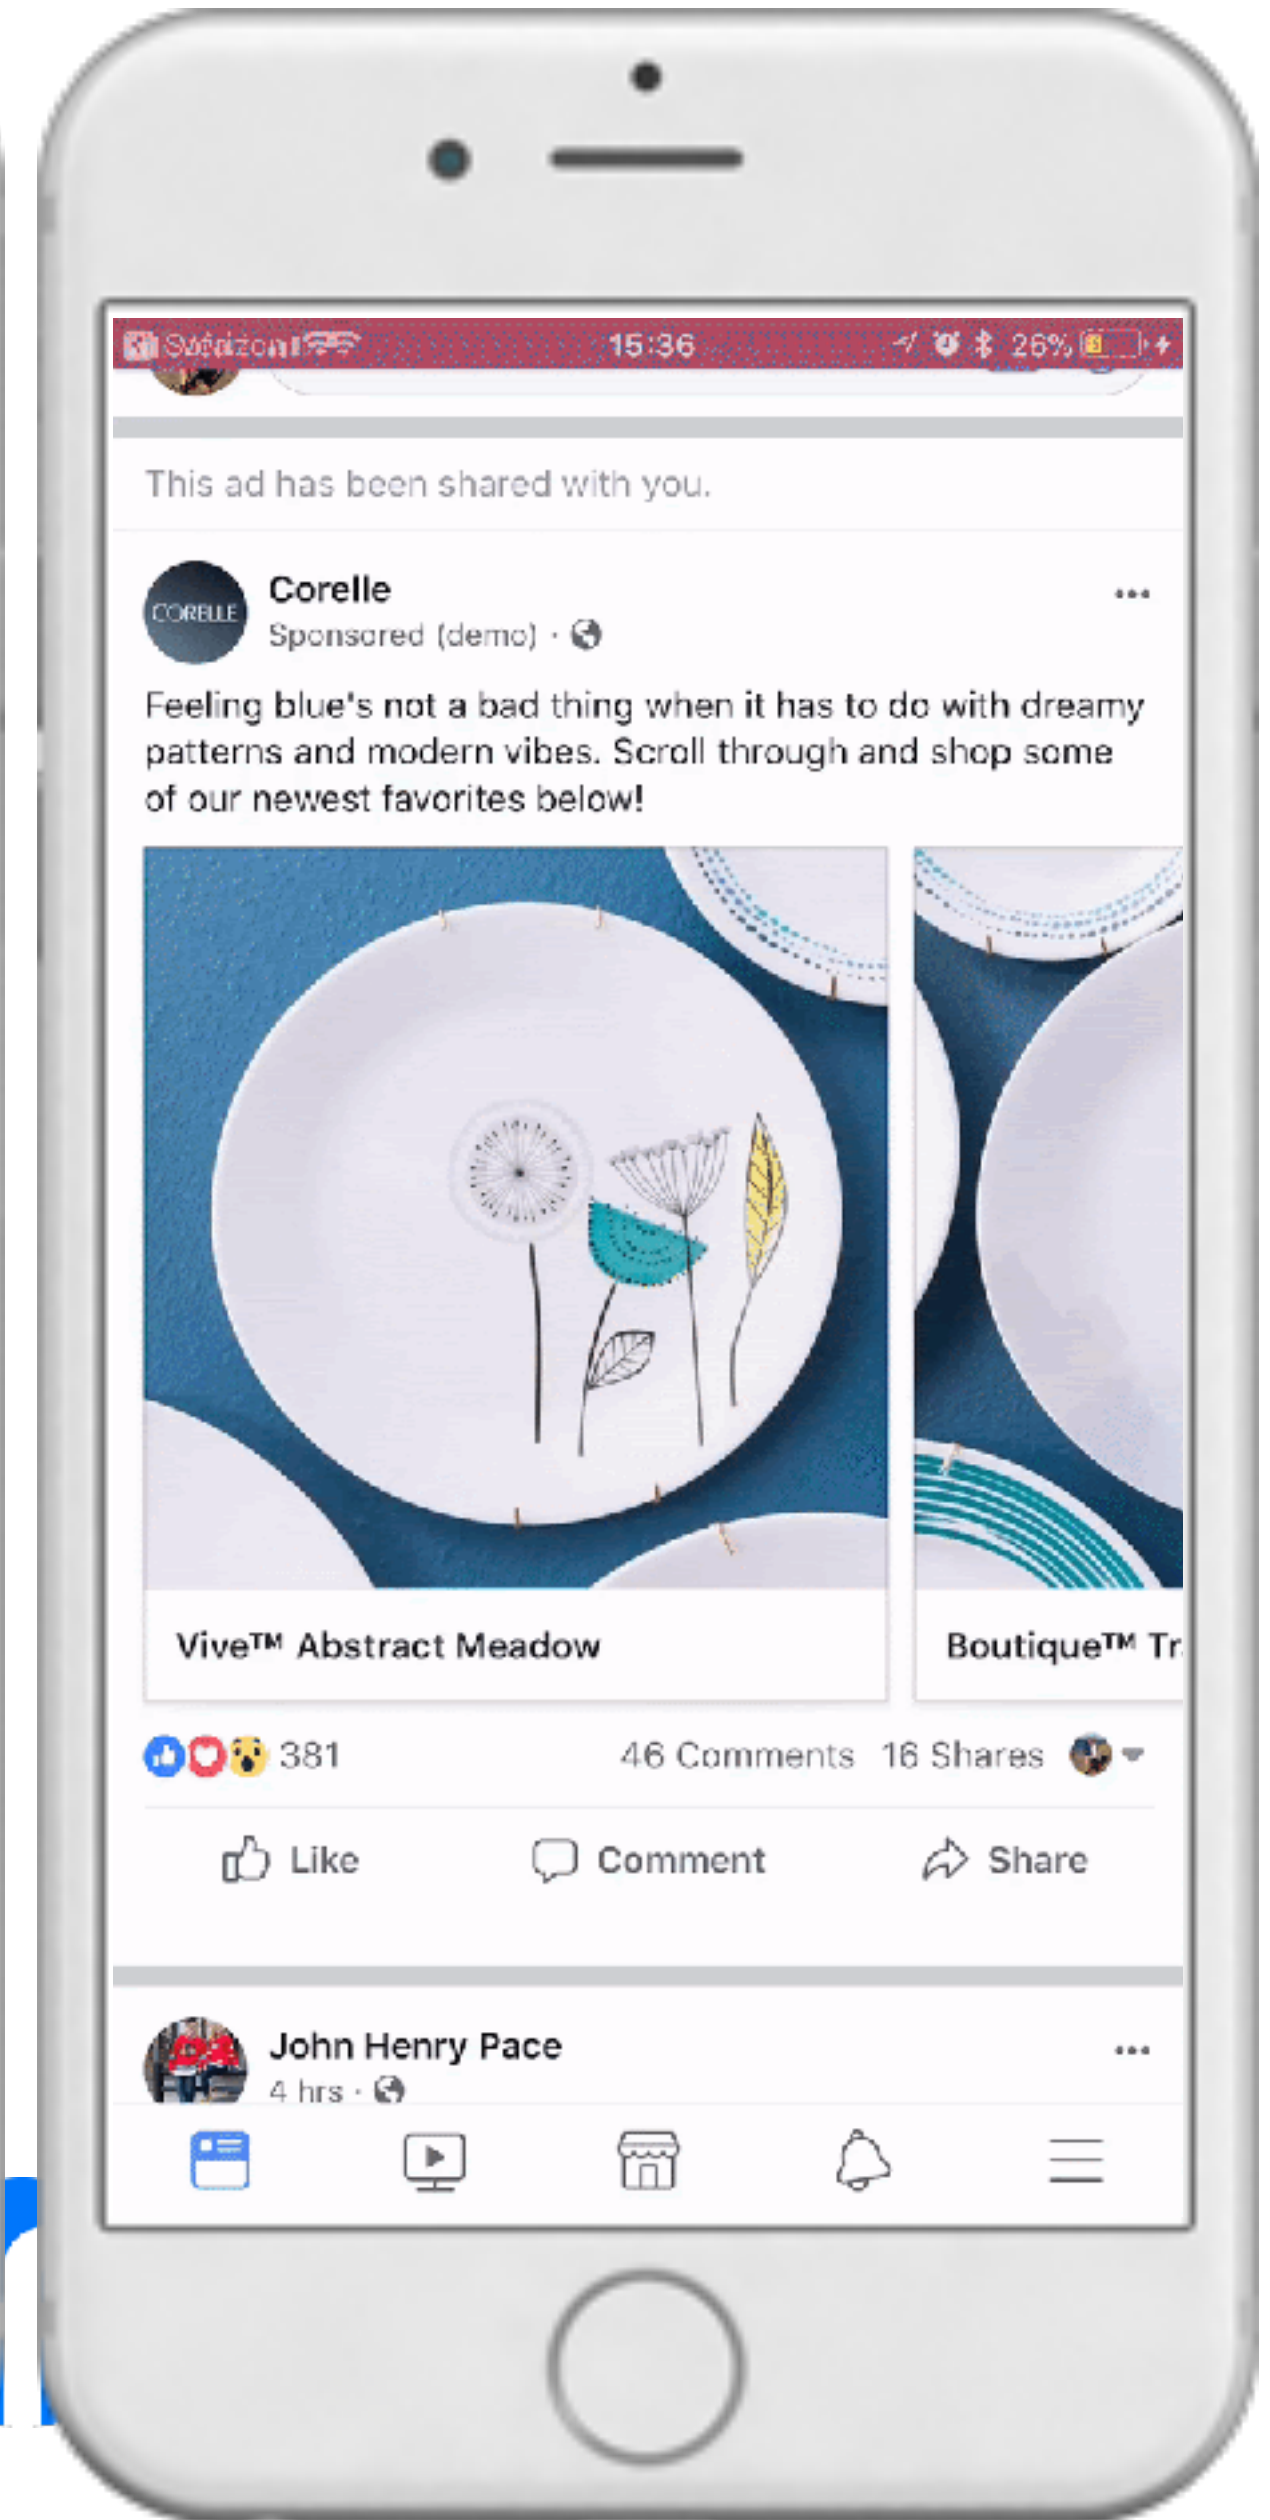 15:36
26%
This ad has been shared with you.
CORELLE
Corelle
Sponsored (demo) ·
Feeling blue's not a bad thing when it has to do with dreamy
patterns and modern vibes. Scroll through and shop some
of our newest favorites below!
Vive™ Abstract Meadow
Boutique™ Tr
381
46 Comments
16 Shares
Like
Comment
Share
John Henry Pace
4 hrs ·